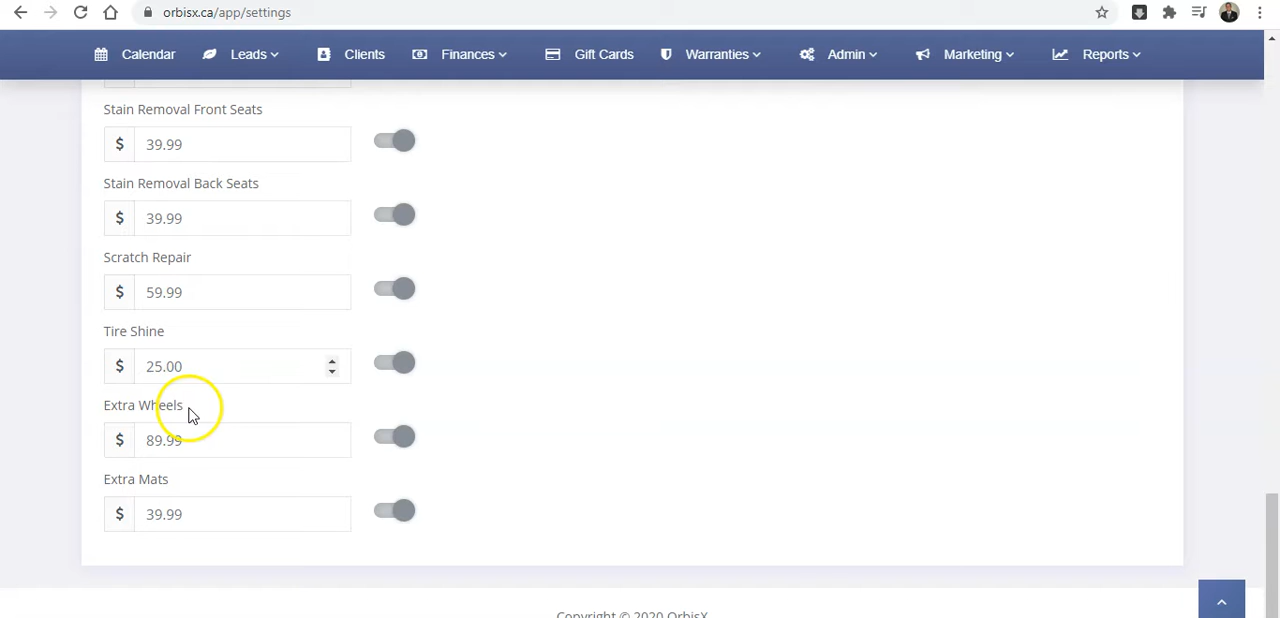 orbisx.ca/app/settings
Calendar Leads Clients Finances Gift Cards Warranties Admin Marketing Reports
Stain Removal Front Seats
$ 39.99
Stain Removal Back Seats
$ 39.99
Scratch Repair
$ 59.99
Tire Shine
$ 25.00
Extra Wheels
$ 89.99
Extra Mats
$ 39.99
Copyright © 2020 OrbisX